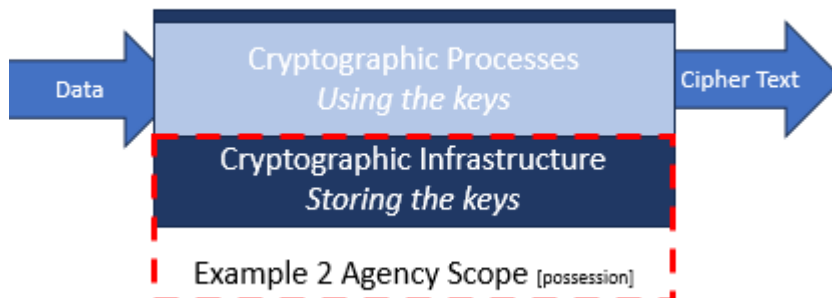 Cryptographic Processes
Using the keys
Data
Cipher Text
Cryptographic Infrastructure
Storing the keys
Example 2 Agency Scope [possession]